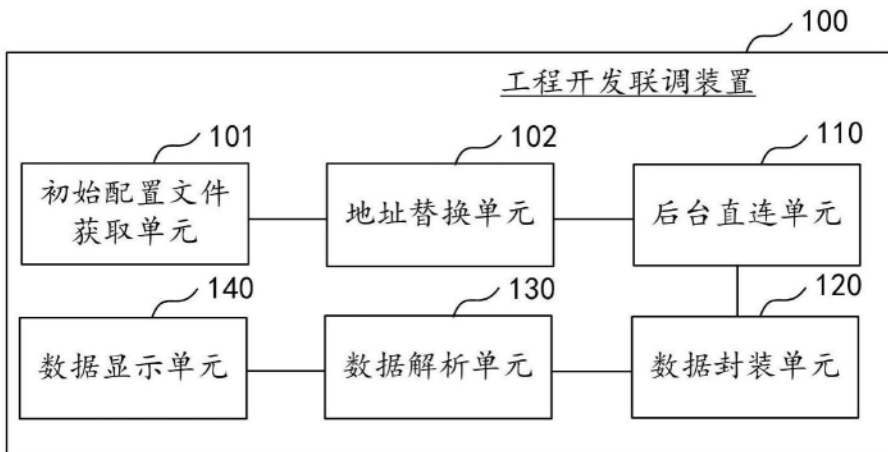 100
工程开发联调装置
101
102
110
初始配置文件
获取单元
地址替换单元
后台直连单元
140
130
120
数据显示单元
数据解析单元
数据封装单元